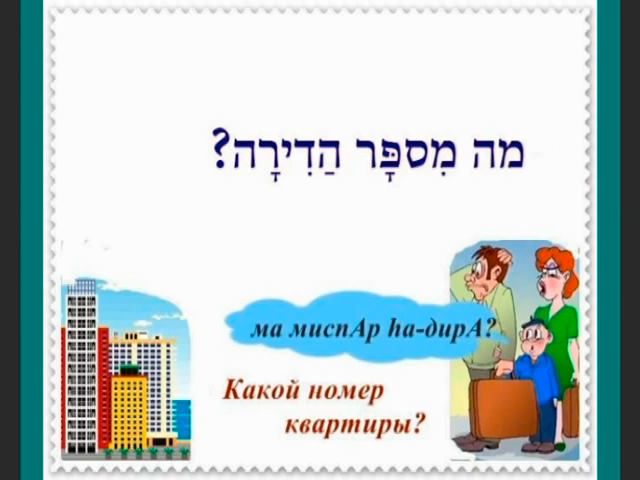 מה מִספָּר הַדִירָה?
ма миспАр hа-дирА?
Какой номер
квартиры?